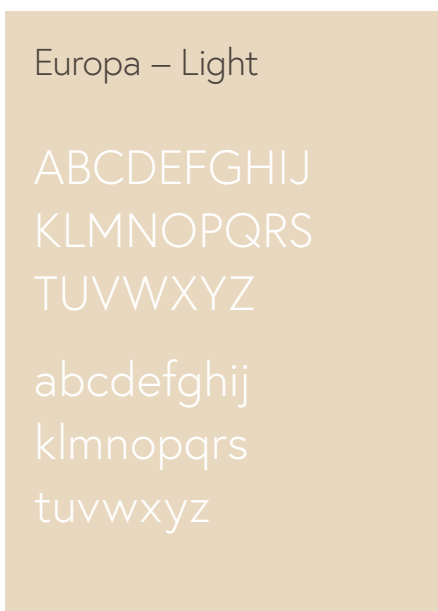 Europa – Light
ABCDEFGHIJ
KLMNOPQRS
TUVWXYZ
abcdefghij
klmnopqrs
tuvwxyz